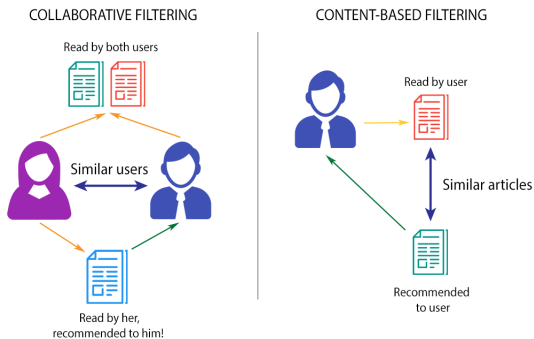 COLLABORATIVE FILTERING
Read by both users
Similar users
Read by her,
recommended to him!
CONTENT-BASED FILTERING
Read by user
Similar articles
Recommended
to user